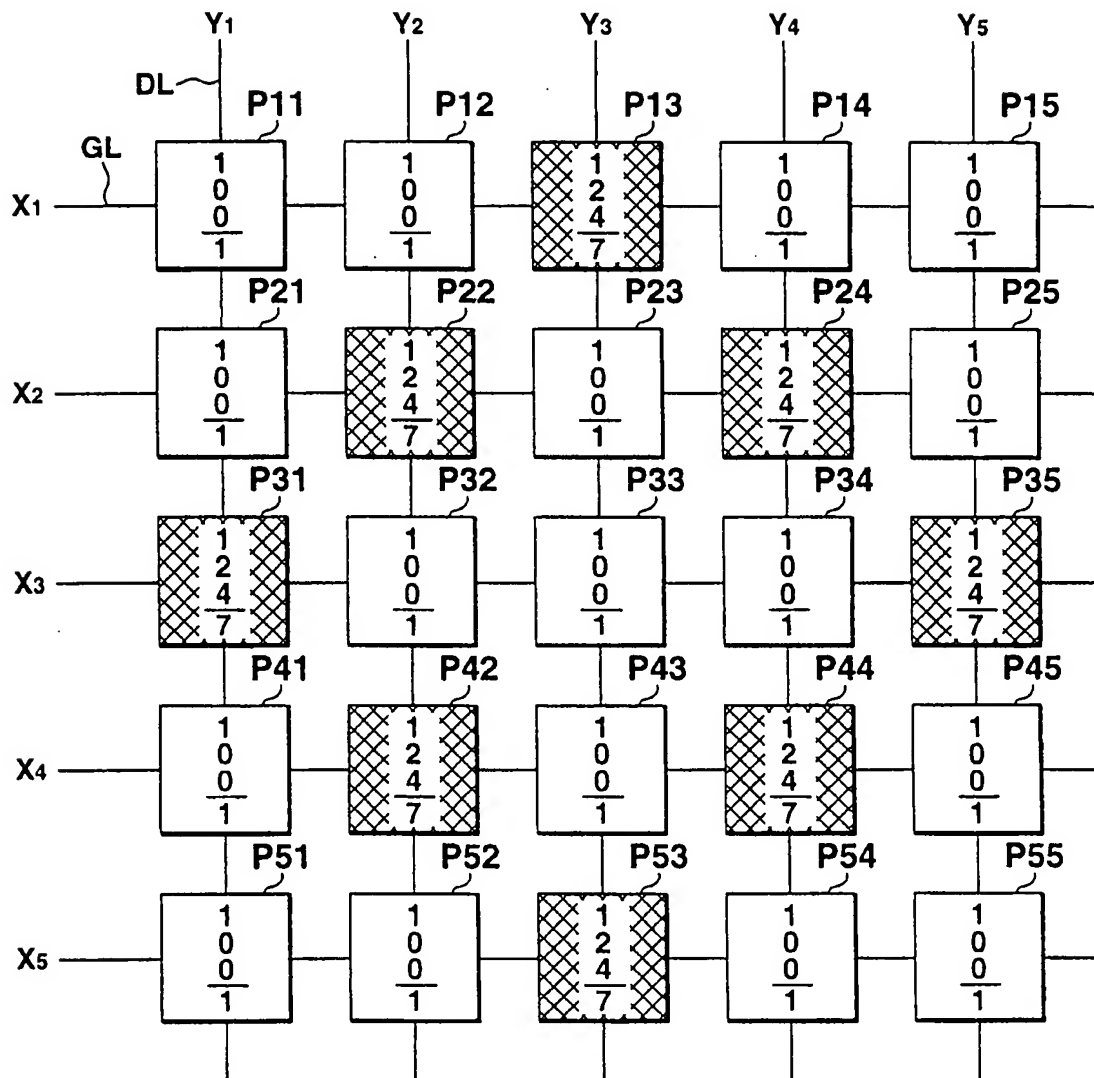 Y1 Y2 Y3 Y4 Y5
DL
P11 P12 P13 P14 P15
GL
X1
1 1 1 1 1
0 0 2 0 0
0 0 4 0 0
1 1 7 1 1
P21 P22 P23 P24 P25
X2
1 1 1 1 1
0 2 0 2 0
0 4 0 4 0
1 7 1 7 1
P31 P32 P33 P34 P35
X3
1 1 1 1 1
2 0 0 0 2
4 0 0 0 4
7 1 1 1 7
P41 P42 P43 P44 P45
X4
1 1 1 1 1
0 2 0 2 0
0 4 0 4 0
1 7 1 7 1
P51 P52 P53 P54 P55
X5
1 1 1 1 1
0 0 2 0 0
0 0 4 0 0
1 1 7 1 1